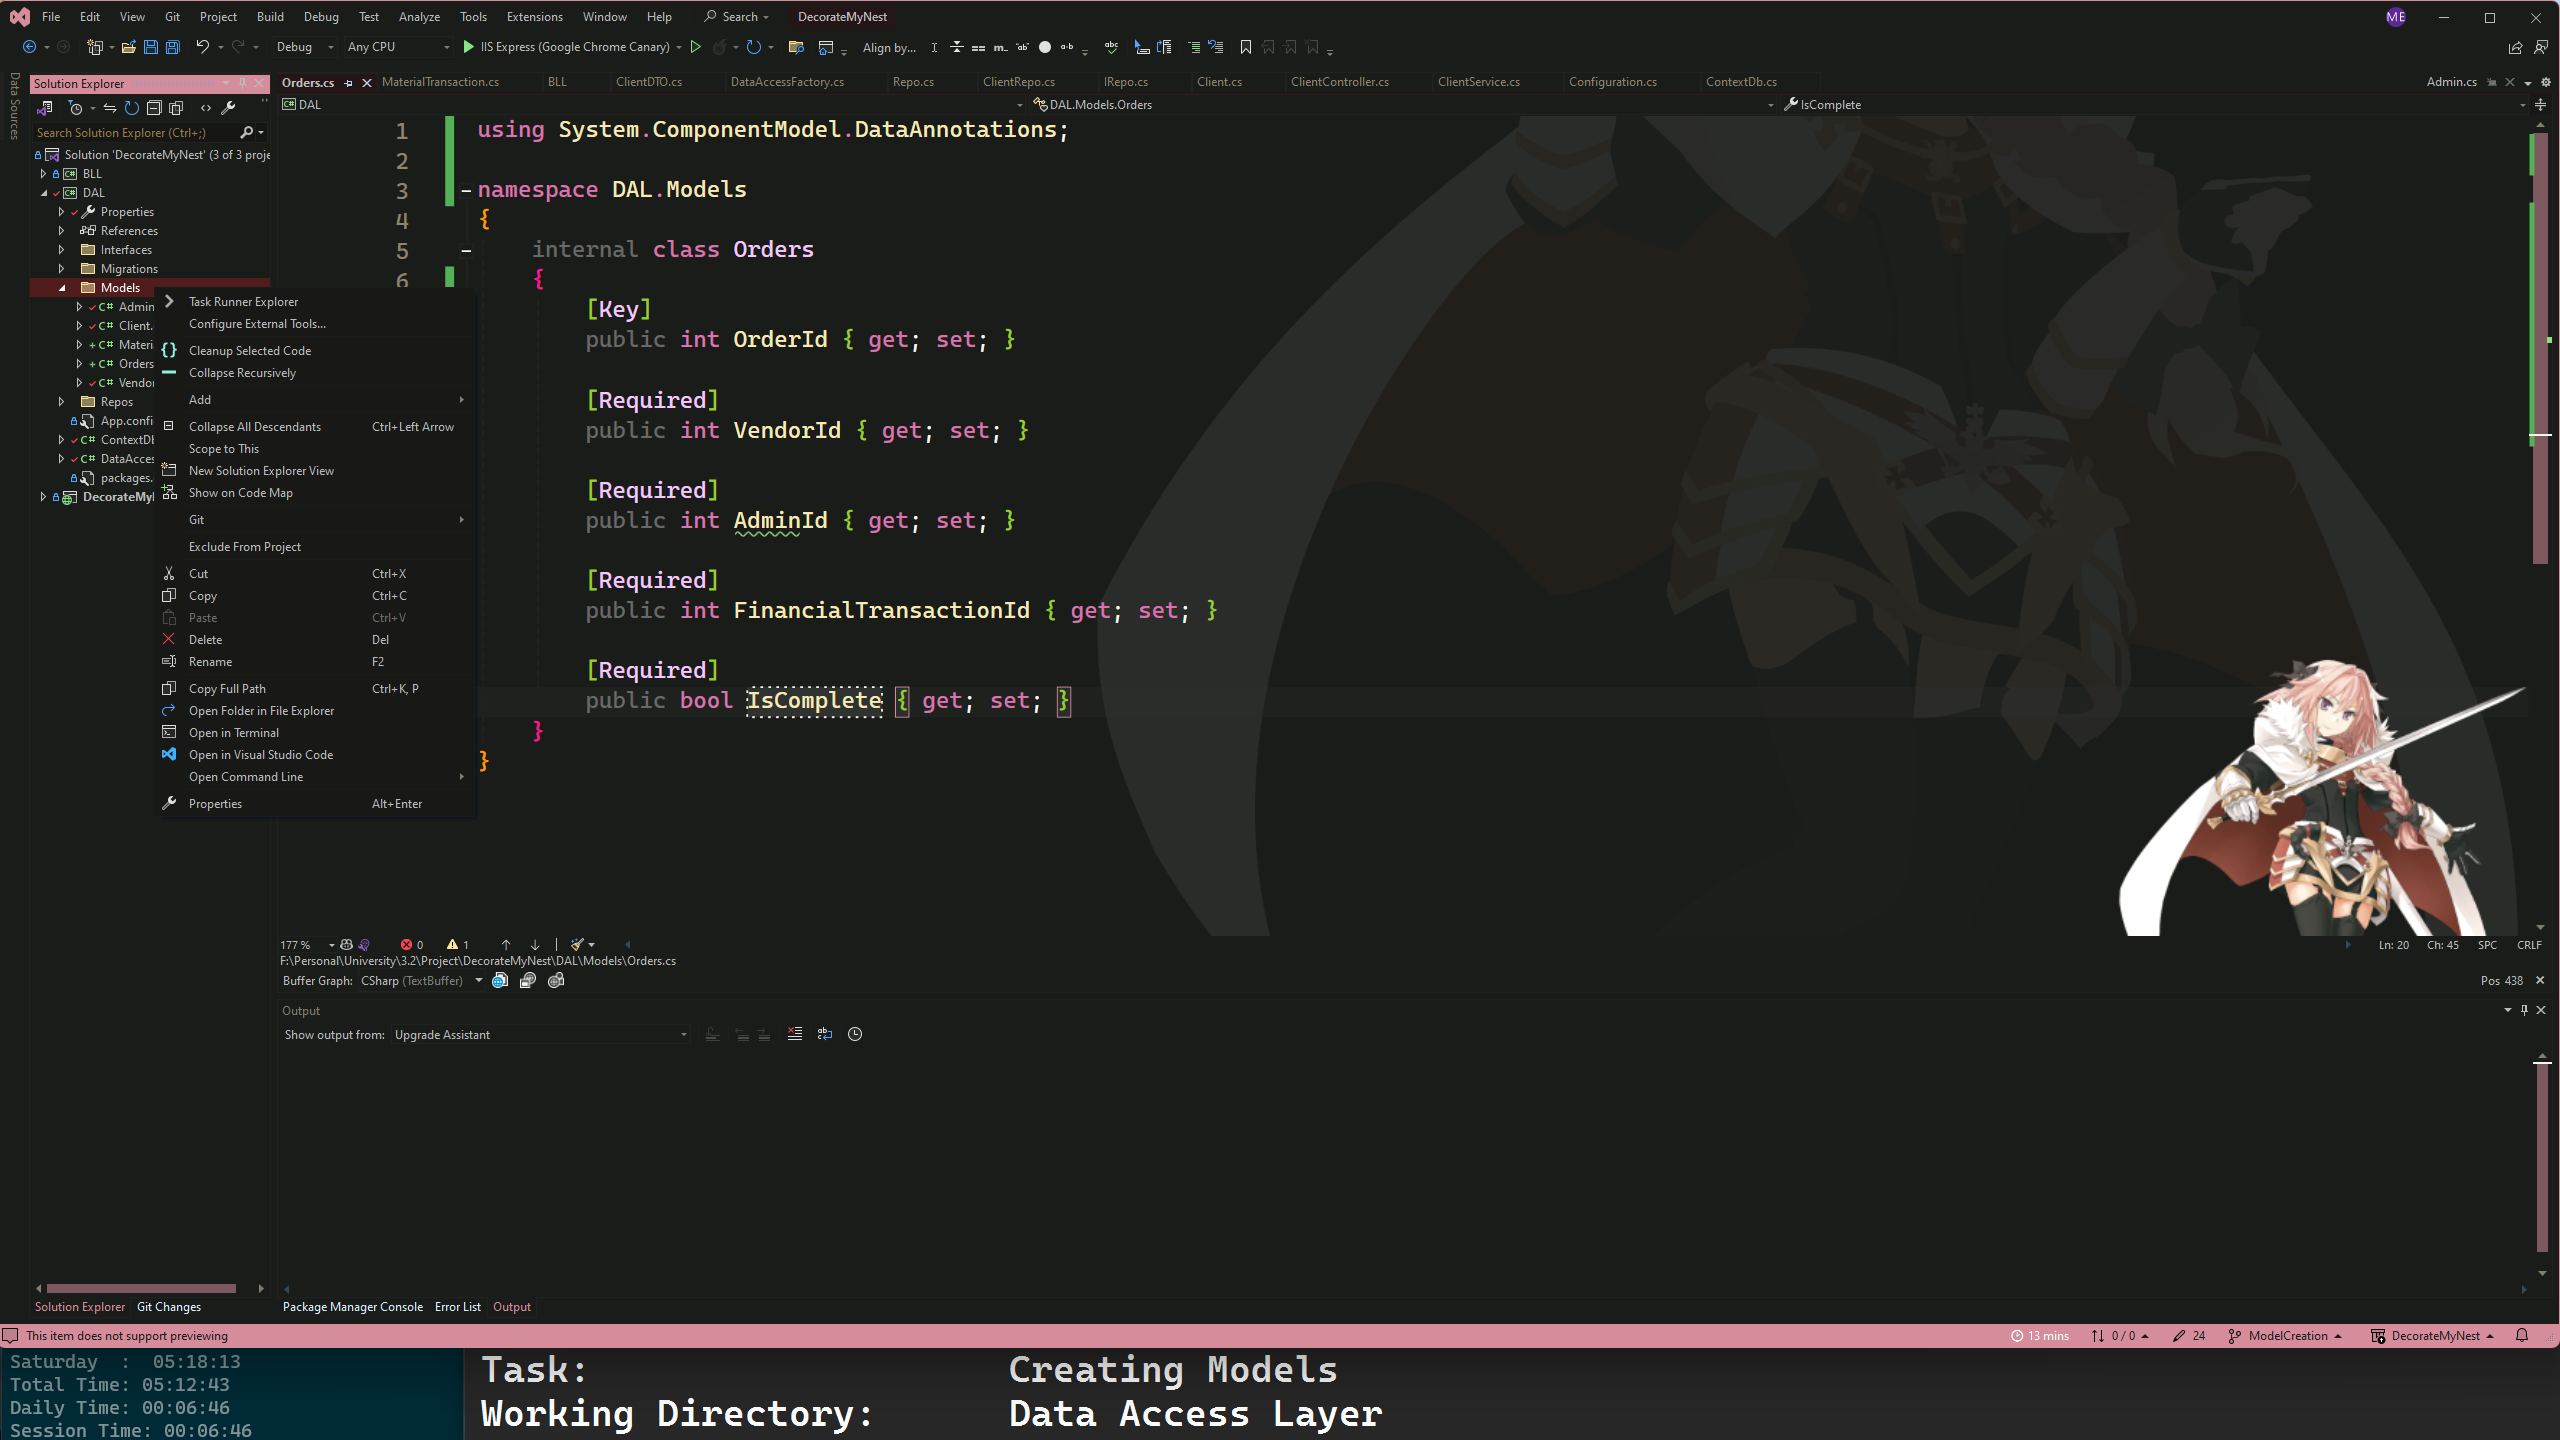 File Edit View Git Project Build Debug Test Analyze Tools Extensions Window Help Search DecorateMyNest ME
Debug Any CPU IIS Express (Google Chrome Canary) Align by...
Data Sources
Solution Explorer
Search Solution Explorer (Ctrl+;)
Solution 'DecorateMyNest' (3 of 3 proje
BLL
DAL
Properties
References
Interfaces
Migrations
Models
Admin
Client.
Materi
Orders
Vendor
Repos
App.confi
ContextDb
DataAcces
packages.
DecorateMyI
Task Runner Explorer
Configure External Tools...
Cleanup Selected Code
Collapse Recursively
Add
Collapse All Descendants Ctrl+Left Arrow
Scope to This
New Solution Explorer View
Show on Code Map
Git
Exclude From Project
Cut Ctrl+X
Copy Ctrl+C
Paste Ctrl+V
Delete Del
Rename F2
Copy Full Path Ctrl+K, P
Open Folder in File Explorer
Open in Terminal
Open in Visual Studio Code
Open Command Line
Properties Alt+Enter
Orders.cs MaterialTransaction.cs BLL ClientDTO.cs DataAccessFactory.cs Repo.cs ClientRepo.cs IRepo.cs Client.cs ClientController.cs ClientService.cs Configuration.cs ContextDb.cs Admin.cs
DAL DAL.Models.Orders IsComplete
1 using System.ComponentModel.DataAnnotations;
2
3 namespace DAL.Models
4 {
5 internal class Orders
6 {
[Key]
public int OrderId { get; set; }
[Required]
public int VendorId { get; set; }
[Required]
public int AdminId { get; set; }
[Required]
public int FinancialTransactionId { get; set; }
[Required]
public bool IsComplete { get; set; }
}
}
177 % 0 1 Ln: 20 Ch: 45 SPC CRLF
F:\Personal\University\3.2\Project\DecorateMyNest\DAL\Models\Orders.cs
Buffer Graph: CSharp (TextBuffer) Pos 438
Output
Show output from: Upgrade Assistant
Solution Explorer Git Changes Package Manager Console Error List Output
This item does not support previewing 13 mins 0 / 0 24 ModelCreation DecorateMyNest
Saturday : 05:18:13
Total Time: 05:12:43
Daily Time: 00:06:46
Session Time: 00:06:46
Task: Creating Models
Working Directory: Data Access Layer